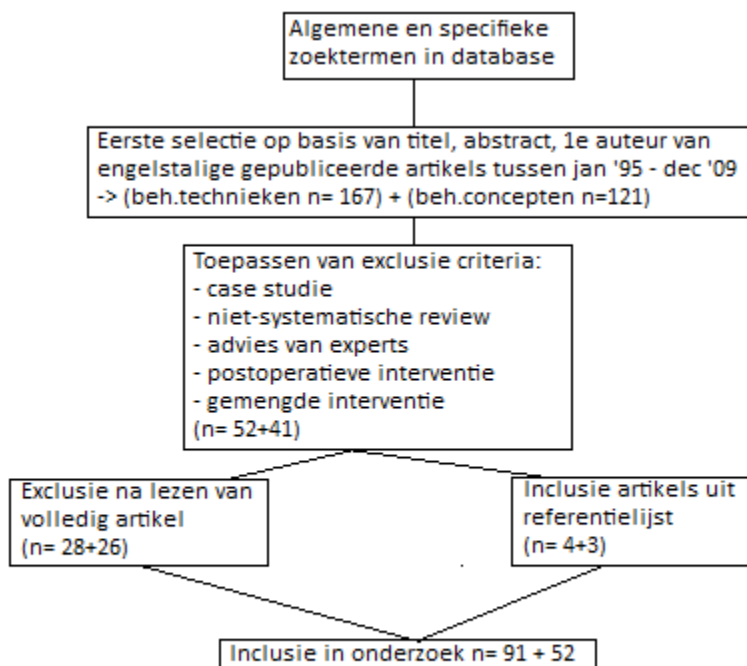 Algemene en specifieke
zoektermen in database
Eerste selectie op basis van titel, abstract, 1e auteur van
engelstalige gepubliceerde artikels tussen jan '95 - dec '09
-> (beh.technieken n= 167) + (beh.concepten n=121)
Toepassen van exclusie criteria:
- case studie
- niet-systematische review
- advies van experts
- postoperatieve interventie
- gemengde interventie
(n= 52+41)
Exclusie na lezen van
volledig artikel
(n= 28+26)
Inclusie artikels uit
referentielijst
(n= 4+3)
Inclusie in onderzoek n= 91 + 52